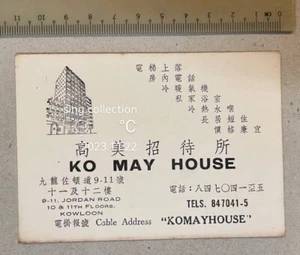 電梯上落
房內電話
冷暖氣機
私家浴室
冷熱水喉
長居短住
價格廉宜
sing collection
℃
高美招待所
KO MAY HOUSE
九龍佐頓道9-11號
十一及十二樓
9-11, JORDAN ROAD
10 & 11TH FLOORS,
KOWLOON
電話:八四七〇四一至五
TELS. 847041-5
電報掛號 Cable Address "KOMAYHOUSE"